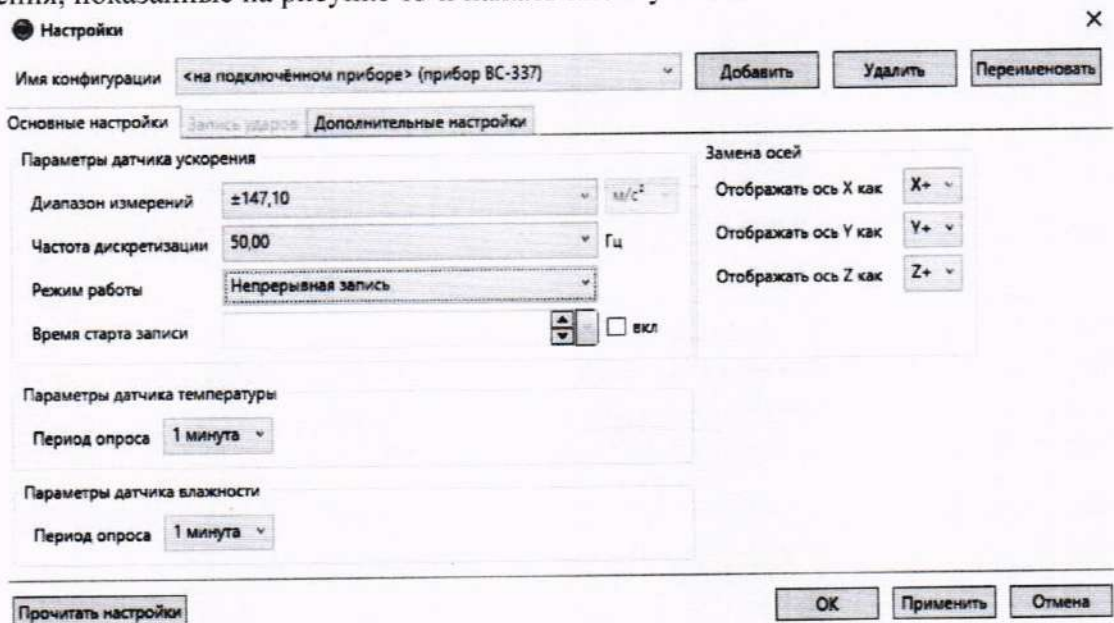 показанные на рисунке
Настройки
Имя конфигурации <на подключённом приборе> (прибор ВС-337) Добавить Удалить Переименовать
Основные настройки Запись ударов Дополнительные настройки
Параметры датчика ускорения Замена осей
Диапазон измерений ±147,10 м/с² Отображать ось X как X+
Частота дискретизации 50,00 Гц Отображать ось Y как Y+
Режим работы Непрерывная запись Отображать ось Z как Z+
Время старта записи вкл
Параметры датчика температуры
Период опроса 1 минута
Параметры датчика влажности
Период опроса 1 минута
Прочитать настройки OK Применить Отмена